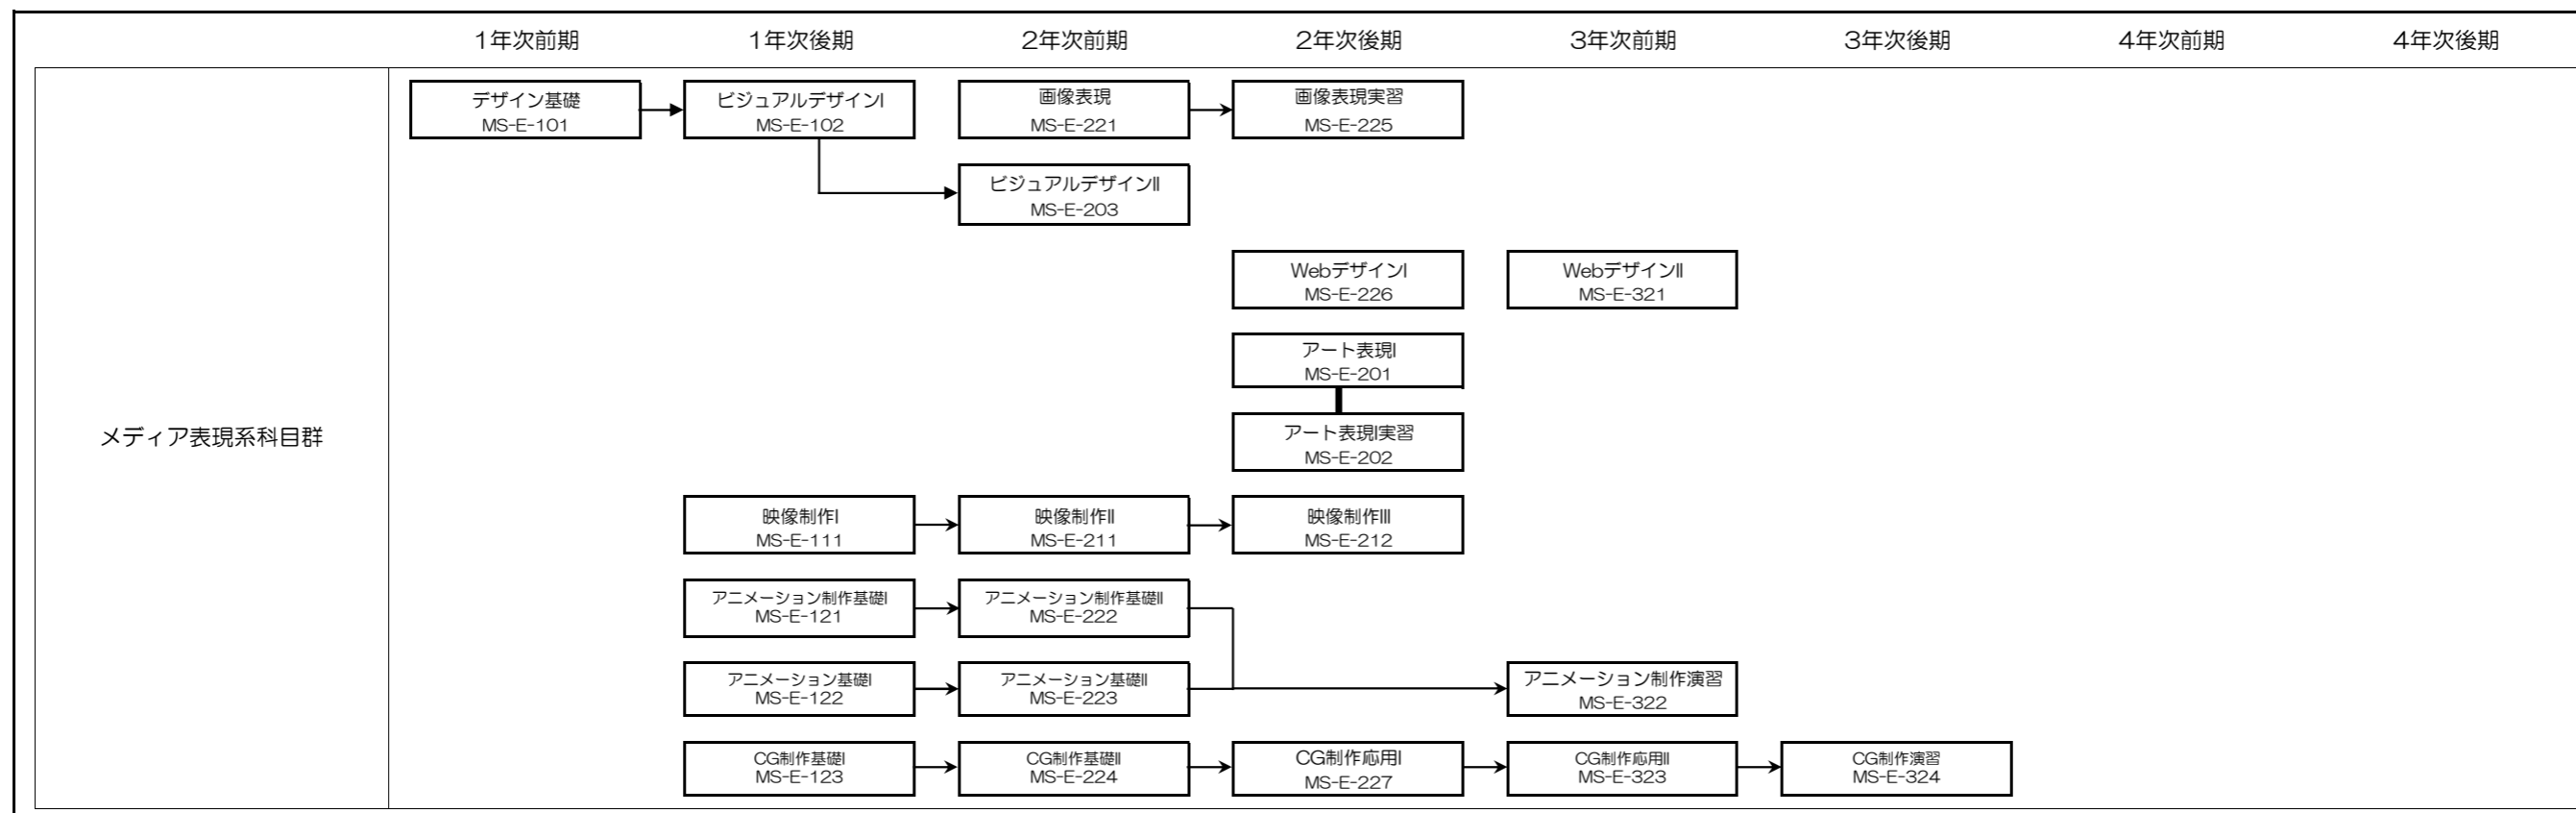 1年次前期
1年次後期
2年次前期
2年次後期
3年次前期
3年次後期
4年次前期
4年次後期
メディア表現系科目群
デザイン基礎
MS-E-101
ビジュアルデザインI
MS-E-102
画像表現
MS-E-221
画像表現実習
MS-E-225
ビジュアルデザインII
MS-E-203
WebデザインI
MS-E-226
WebデザインII
MS-E-321
アート表現I
MS-E-201
アート表現I実習
MS-E-202
映像制作I
MS-E-111
映像制作II
MS-E-211
映像制作III
MS-E-212
アニメーション制作基礎I
MS-E-121
アニメーション制作基礎II
MS-E-222
アニメーション基礎I
MS-E-122
アニメーション基礎II
MS-E-223
アニメーション制作演習
MS-E-322
CG制作基礎I
MS-E-123
CG制作基礎II
MS-E-224
CG制作応用I
MS-E-227
CG制作応用II
MS-E-323
CG制作演習
MS-E-324